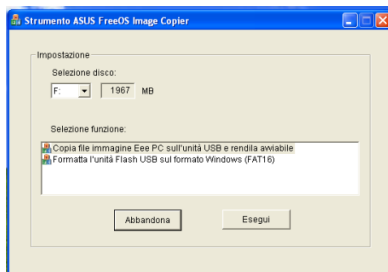 Strumento ASUS FreeOS Image Copier
Impostazione
Selezione disco:
F: 1967 MB
Selezione funzione:
Copia file immagine Eee PC sull'unità USB e rendila avviabile
Formatta l'unità Flash USB sul formato Windows (FAT16)
Abbandona Esegui